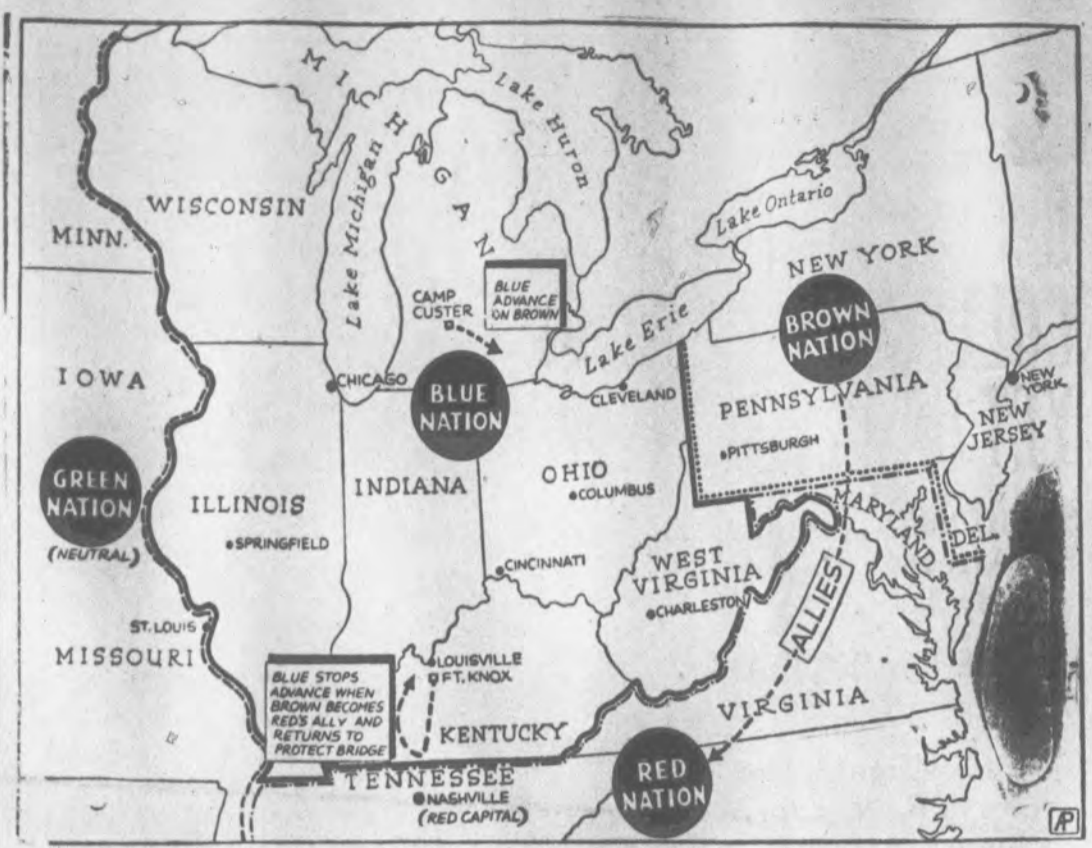 MICHIGAN
Lake Huron
Lake Michigan
WISCONSIN
MINN.
Lake Ontario
NEW YORK
BLUE
ADVANCE
ON BROWN
CAMP
CUSTER
Lake Erie
BROWN
NATION
IOWA
CHICAGO
BLUE
NATION
CLEVELAND
PENNSYLVANIA
NEW
YORK
NEW
JERSEY
PITTSBURGH
GREEN
NATION
(NEUTRAL)
ILLINOIS
INDIANA
OHIO
COLUMBUS
MARYLAND
DEL.
SPRINGFIELD
CINCINNATI
WEST
VIRGINIA
CHARLESTON
ALLIES
ST. LOUIS
MISSOURI
LOUISVILLE
FT. KNOX
BLUE STOPS
ADVANCE WHEN
BROWN BECOMES
RED'S ALLY AND
RETURNS TO
PROTECT BRIDGE
KENTUCKY
VIRGINIA
TENNESSEE
NASHVILLE
(RED CAPITAL)
RED
NATION
AP